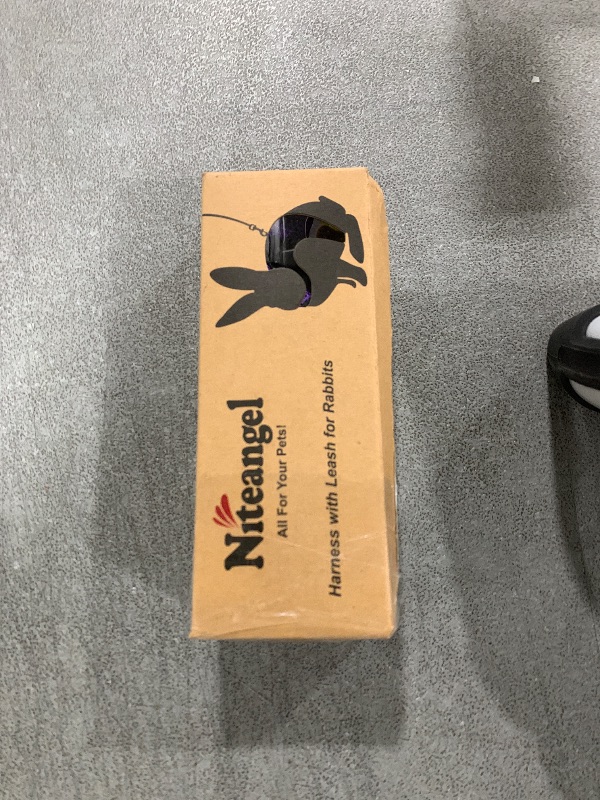 Niteangel
All For Your Pets!
Harness with Leash for Rabbits